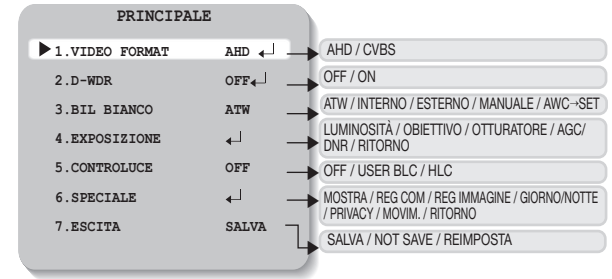 PRINCIPALE
1.VIDEO FORMAT AHD ↵ AHD / CVBS
2.D-WDR OFF↵ OFF / ON
3.BIL BIANCO ATW ATW / INTERNO / ESTERNO / MANUALE / AWC→SET
4.EXPOSIZIONE ↵ LUMINOSITÀ / OBIETTIVO / OTTURATORE / AGC/
DNR / RITORNO
5.CONTROLUCE OFF OFF / USER BLC / HLC
6.SPECIALE ↵ MOSTRA / REG COM / REG IMMAGINE / GIORNO/NOTTE
/ PRIVACY / MOVIM. / RITORNO
7.ESCITA SALVA SALVA / NOT SAVE / REIMPOSTA